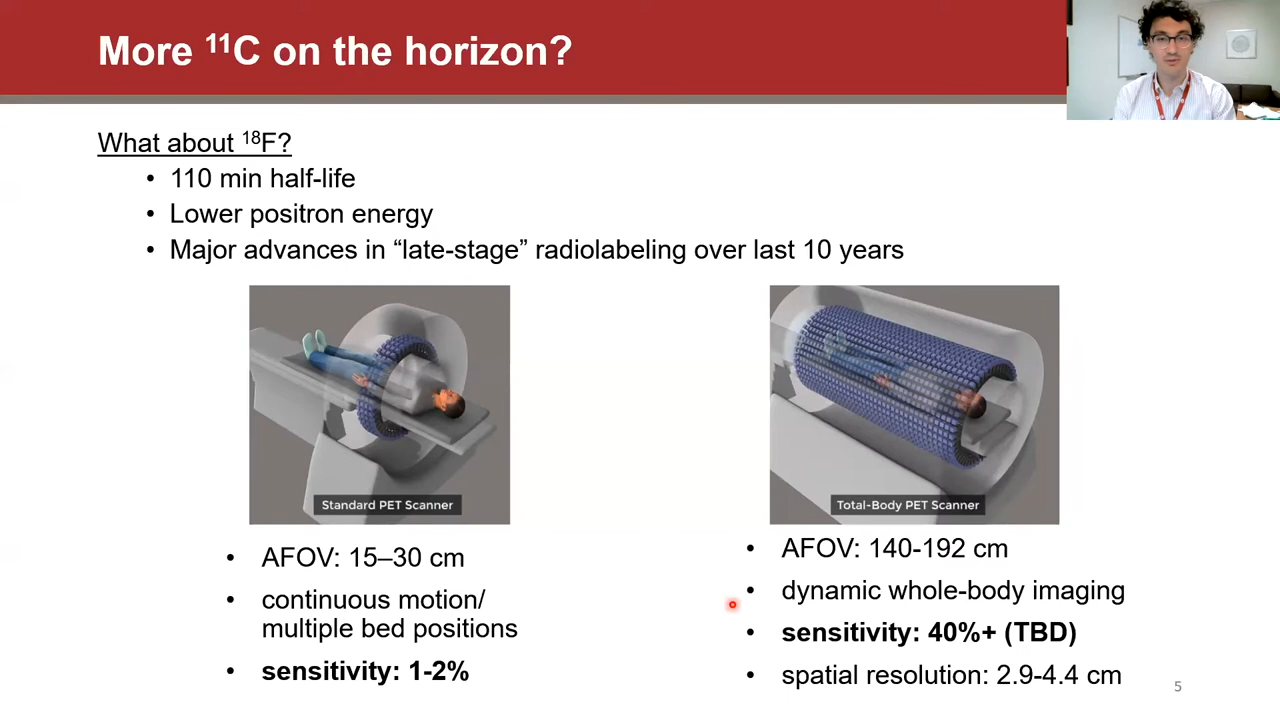 More ¹¹C on the horizon?
What about ¹⁸F?
• 110 min half-life
• Lower positron energy
• Major advances in “late-stage” radiolabeling over last 10 years
Standard PET Scanner
• AFOV: 15–30 cm
• continuous motion/
multiple bed positions
• sensitivity: 1-2%
Total-Body PET Scanner
• AFOV: 140-192 cm
• dynamic whole-body imaging
• sensitivity: 40%+ (TBD)
• spatial resolution: 2.9-4.4 cm
5